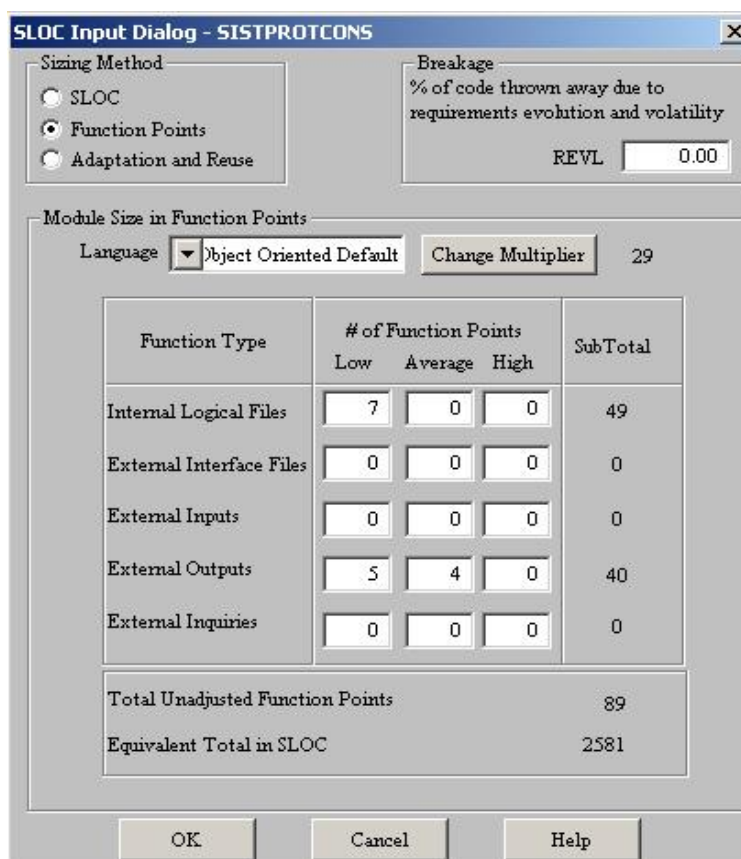 SLOC Input Dialog - SISTPROTCONS
Sizing Method
SLOC
Function Points
Adaptation and Reuse
Breakage
% of code thrown away due to
requirements evolution and volatility
REVL 0.00
Module Size in Function Points
Language Object Oriented Default Change Multiplier 29
Function Type
# of Function Points
Low Average High
SubTotal
Internal Logical Files 7 0 0 49
External Interface Files 0 0 0 0
External Inputs 0 0 0 0
External Outputs 5 4 0 40
External Inquiries 0 0 0 0
Total Unadjusted Function Points 89
Equivalent Total in SLOC 2581
OK Cancel Help